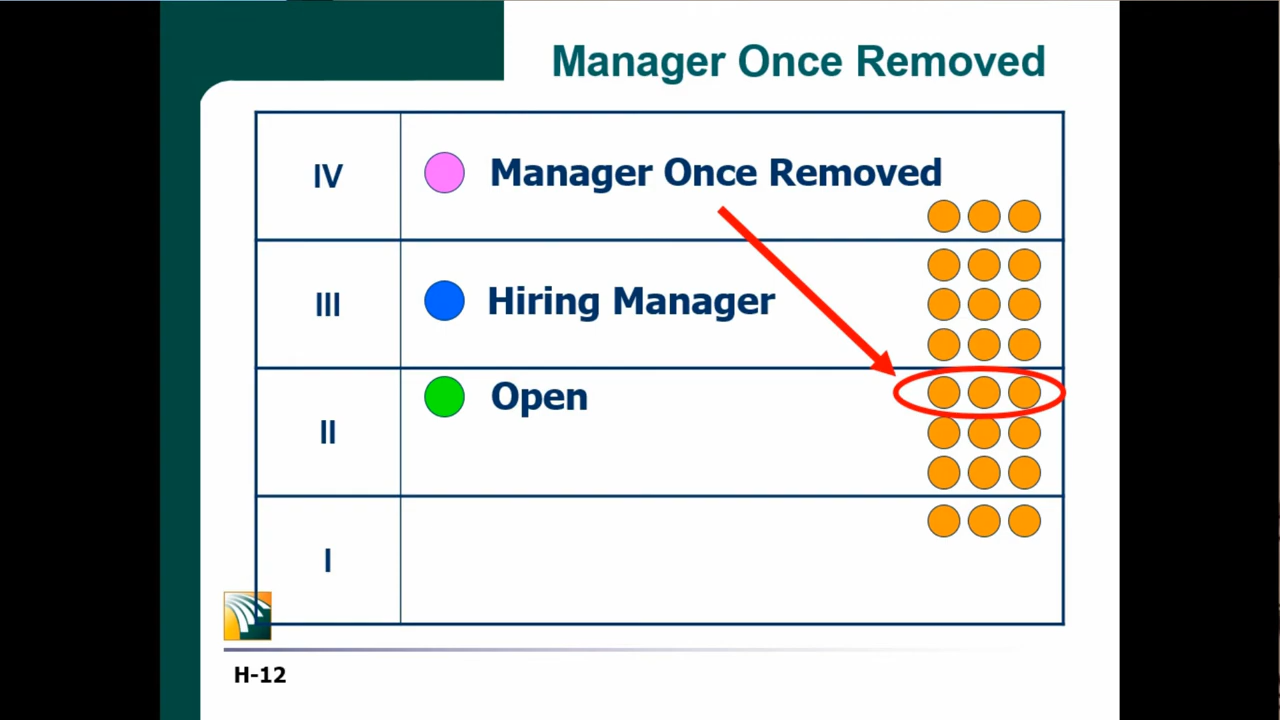 Manager Once Removed
IV
Manager Once Removed
III
Hiring Manager
Open
II
I
H-12